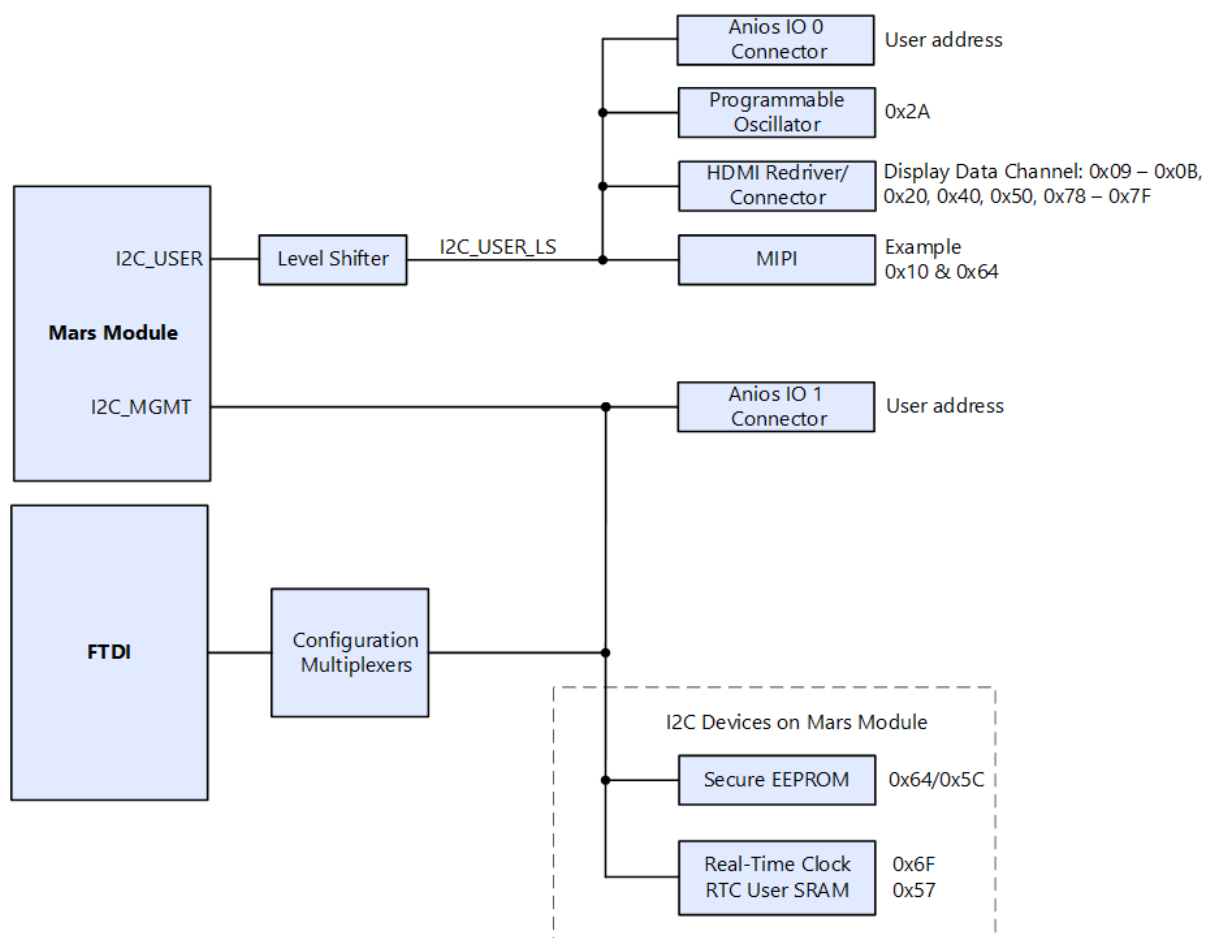 Anios IO 0
Connector
User address
Programmable
Oscillator
0x2A
HDMI Redriver/
Connector
Display Data Channel: 0x09 – 0x0B,
0x20, 0x40, 0x50, 0x78 – 0x7F
I2C_USER
Level Shifter
I2C_USER_LS
MIPI
Example
0x10 & 0x64
Mars Module
I2C_MGMT
Anios IO 1
Connector
User address
FTDI
Configuration
Multiplexers
I2C Devices on Mars Module
Secure EEPROM
0x64/0x5C
Real-Time Clock
0x6F
RTC User SRAM
0x57